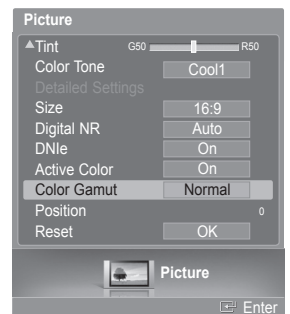 Picture
▲Tint G50 R50
Color Tone Cool1
Detailed Settings
Size 16:9
Digital NR Auto
DNIe On
Active Color On
Color Gamut Normal
Position 0
Reset OK
Picture
Enter